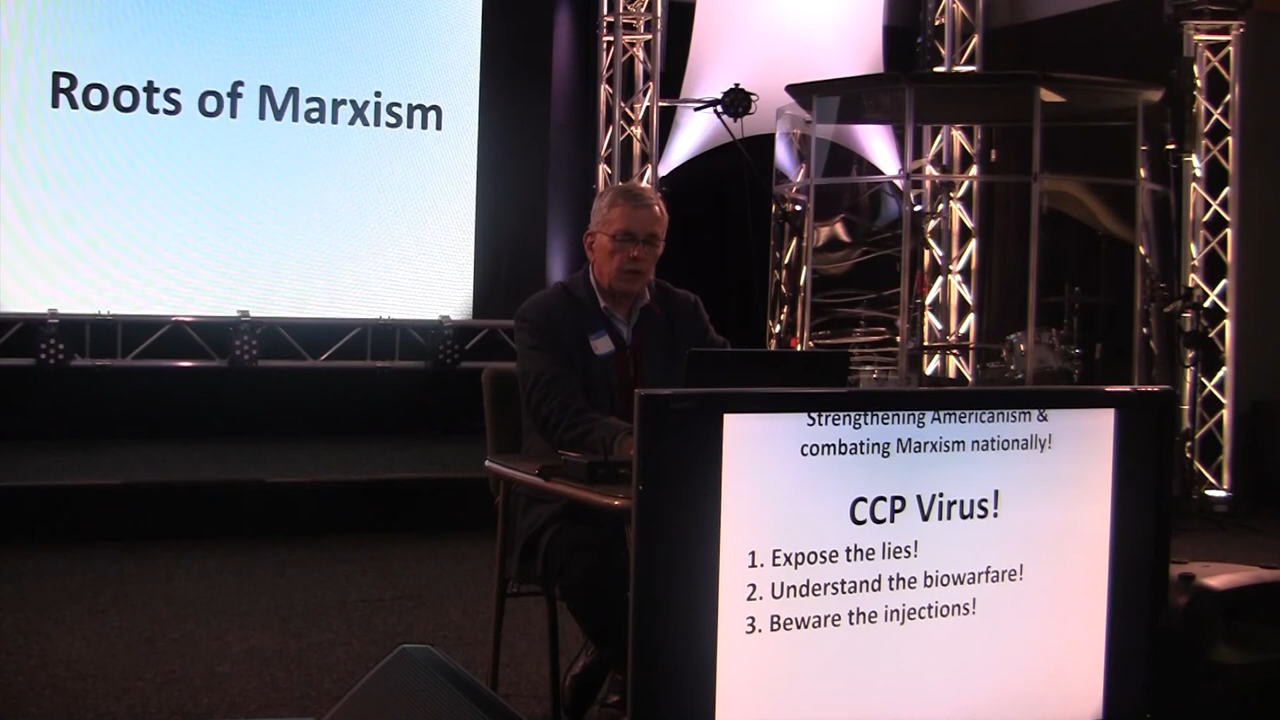 Roots of Marxism
Strengthening Americanism &
combating Marxism nationally!
CCP Virus!
1. Expose the lies!
2. Understand the biowarfare!
3. Beware the injections!